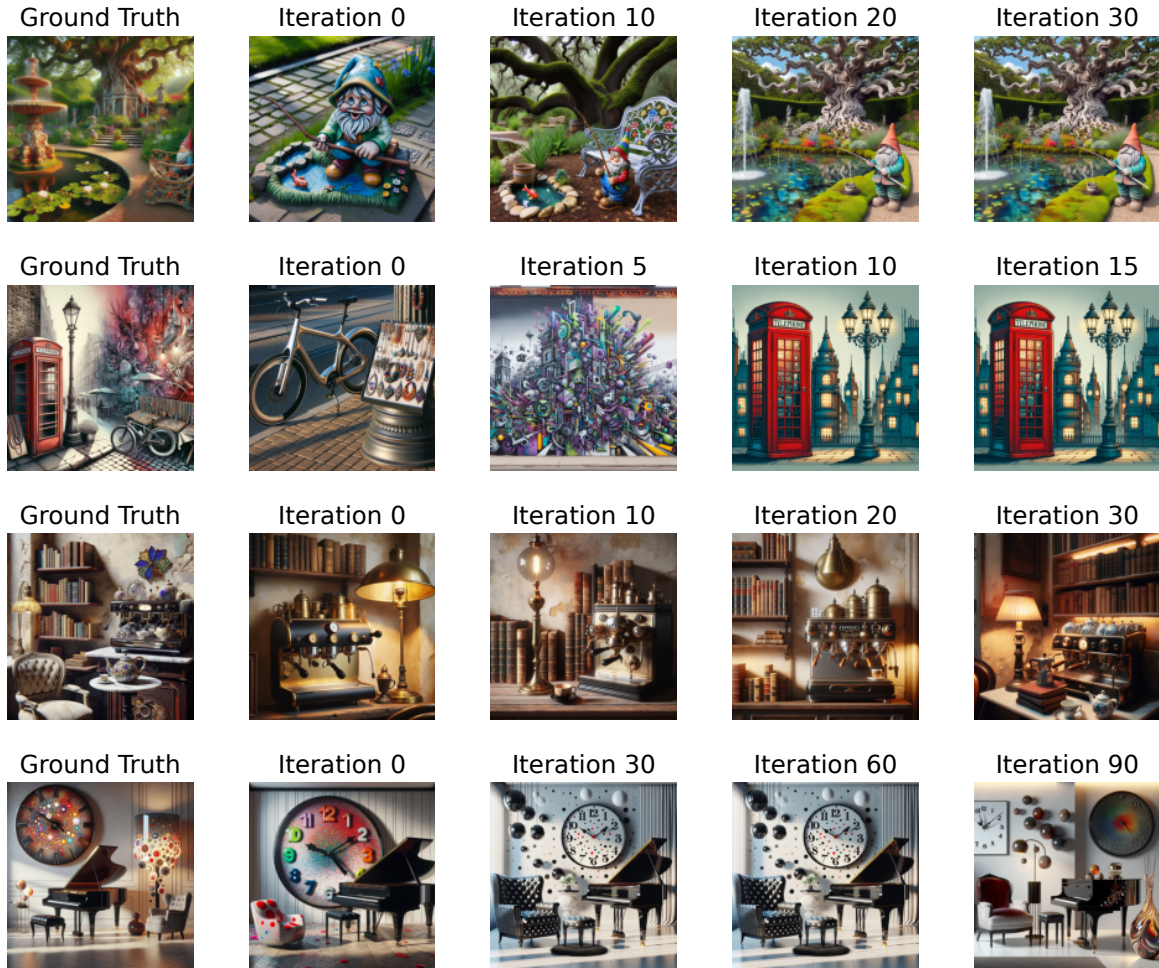 Ground Truth Iteration 0 Iteration 10 Iteration 20 Iteration 30
Ground Truth Iteration 0 Iteration 5 Iteration 10 Iteration 15
TELEPHONE TELEPHONE
Ground Truth Iteration 0 Iteration 10 Iteration 20 Iteration 30
Ground Truth Iteration 0 Iteration 30 Iteration 60 Iteration 90